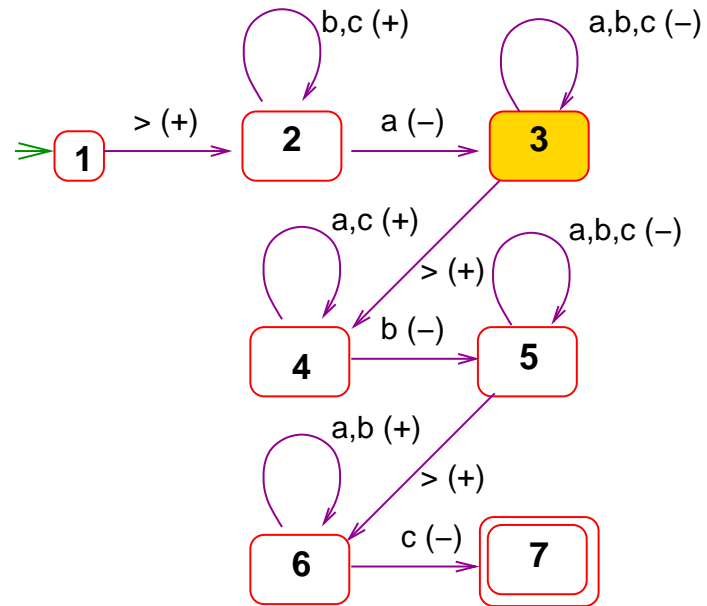 b,c (+)
a,b,c (–)
> (+)
a (–)
1
2
3
a,c (+)
a,b,c (–)
> (+)
b (–)
4
5
a,b (+)
> (+)
c (–)
6
7